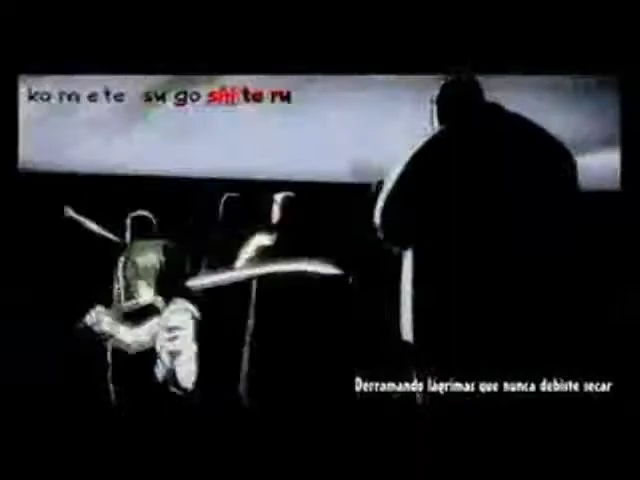 ko m e te su go shi te ru
Derramando lágrimas que nunca debiste secar